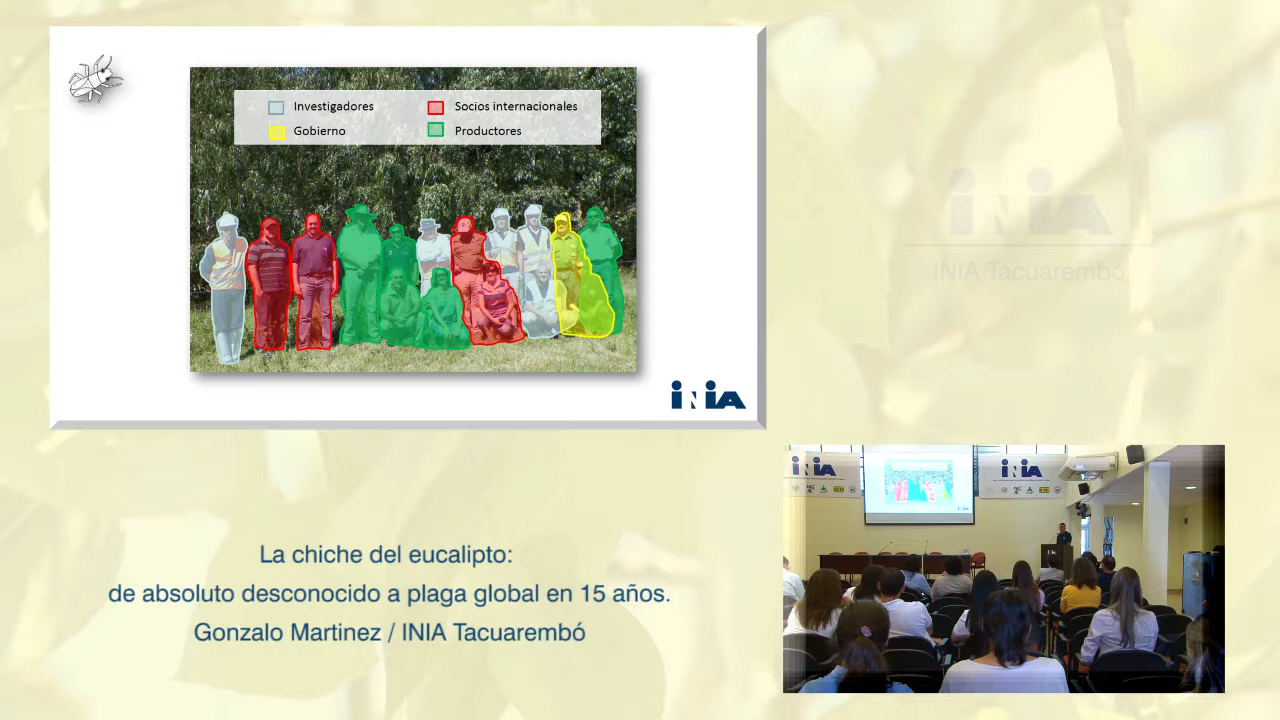 Investigadores
Socios internacionales
Gobierno
Productores
INIA
INIA
INIA Tacuarembó
La chiche del eucalipto:
de absoluto desconocido a plaga global en 15 años.
Gonzalo Martinez / INIA Tacuarembó
INIA
INIA